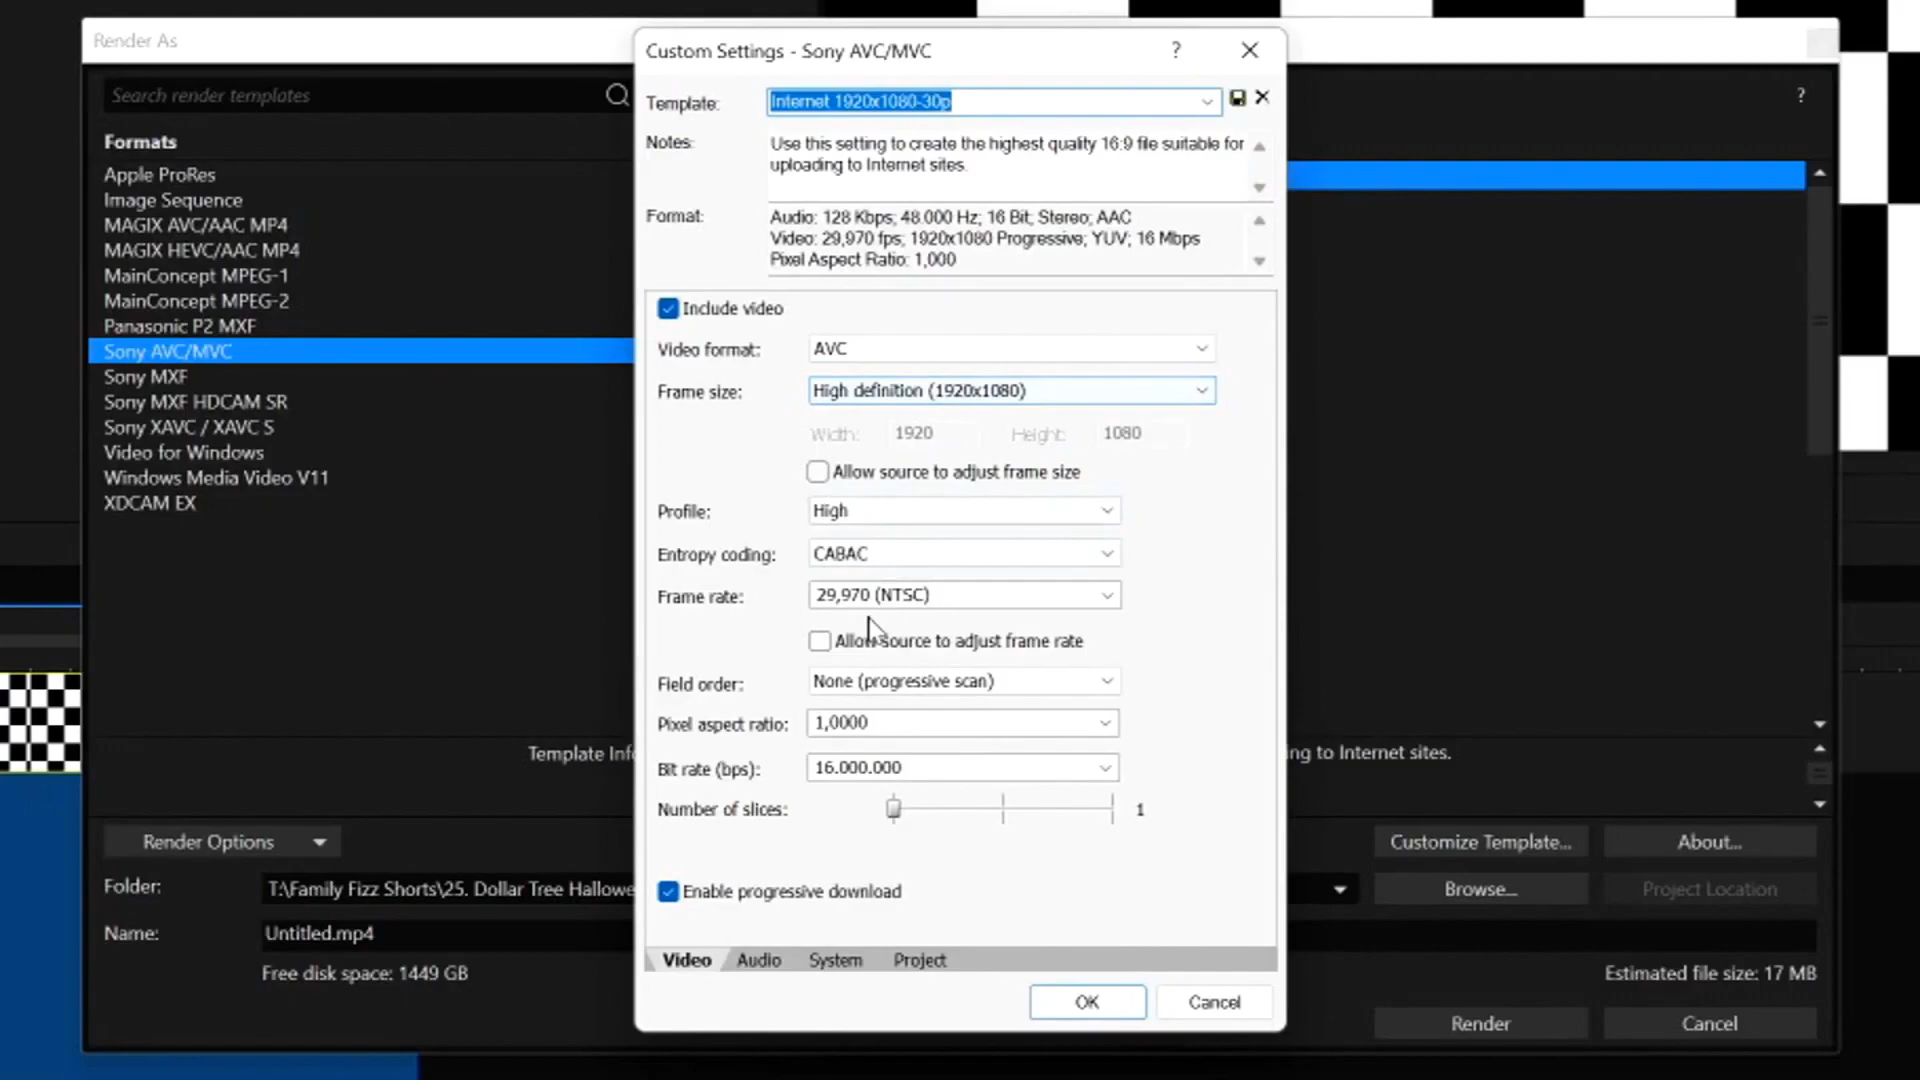 Render As
Search render templates
?
Formats
Apple ProRes
Image Sequence
MAGIX AVC/AAC MP4
MAGIX HEVC/AAC MP4
MainConcept MPEG-1
MainConcept MPEG-2
Panasonic P2 MXF
Sony AVC/MVC
Sony MXF
Sony MXF HDCAM SR
Sony XAVC / XAVC S
Video for Windows
Windows Media Video V11
XDCAM EX
Custom Settings - Sony AVC/MVC ?
Template: Internet 1920x1080-30p
Notes: Use this setting to create the highest quality 16:9 file suitable for
uploading to Internet sites.
Format: Audio: 128 Kbps; 48.000 Hz; 16 Bit; Stereo; AAC
Video: 29,970 fps; 1920x1080 Progressive; YUV; 16 Mbps
Pixel Aspect Ratio: 1,000
Include video
Video format: AVC
Frame size: High definition (1920x1080)
Width: 1920 Height: 1080
Allow source to adjust frame size
Profile: High
Entropy coding: CABAC
Frame rate: 29,970 (NTSC)
Allow source to adjust frame rate
Field order: None (progressive scan)
Pixel aspect ratio: 1,0000
Bit rate (bps): 16.000.000
Number of slices: 1
Enable progressive download
Video Audio System Project
OK Cancel
Template Info
ing to Internet sites.
Render Options
Customize Template... About...
Folder: T:\Family Fizz Shorts\25. Dollar Tree Hallowe
Browse... Project Location
Name: Untitled.mp4
Free disk space: 1449 GB
Estimated file size: 17 MB
Render Cancel